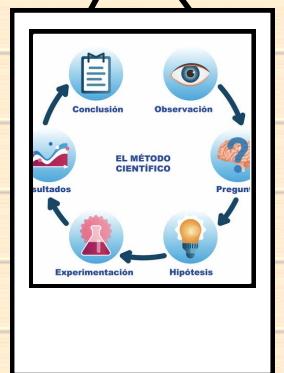 Conclusión
Observación
EL MÉTODO
CIENTÍFICO
sultados
Pregun
Experimentación
Hipótesis